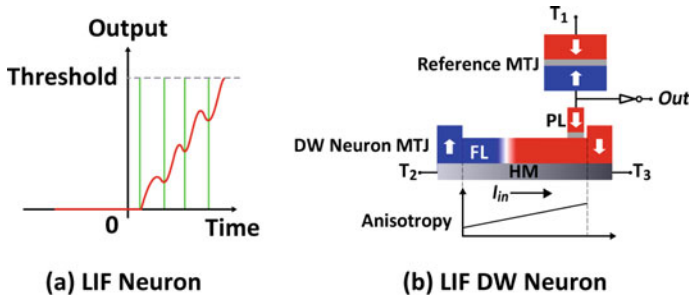 Output
Threshold
0
Time
(a) LIF Neuron
T1
Reference MTJ
Out
PL
DW Neuron MTJ
FL
HM
T2
T3
Iin
Anisotropy
(b) LIF DW Neuron